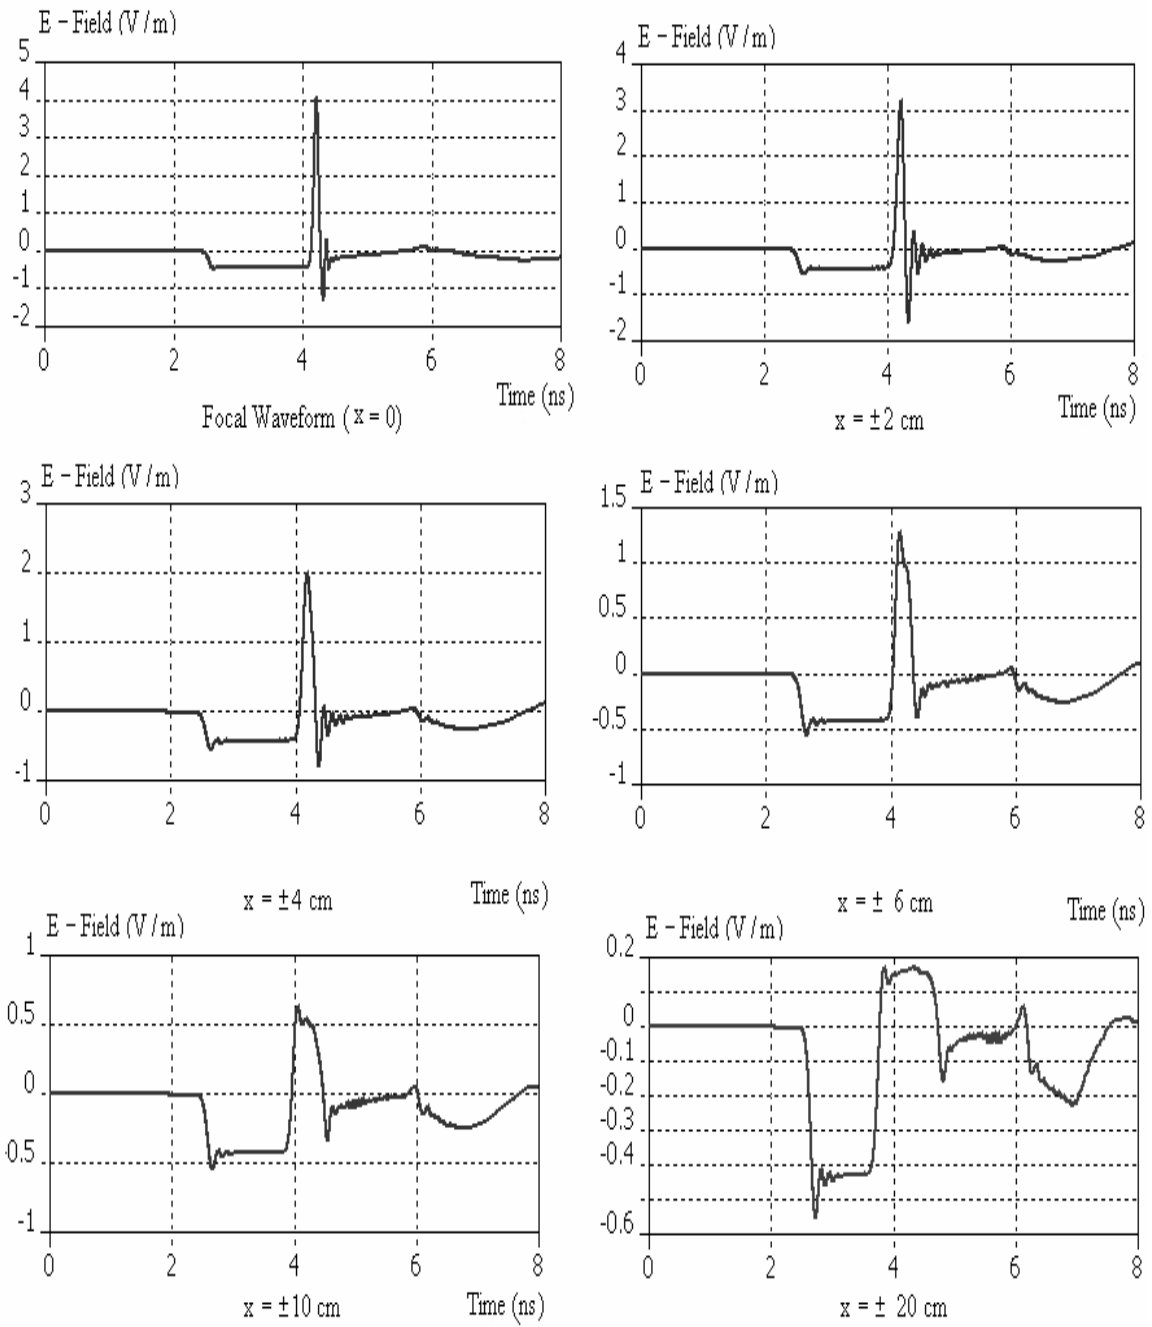 E - Field (V / m)
5
4
3
2
1
0
-1
-2
0 2 4 6 8
Time (ns)
Focal Waveform ( x = 0)
E - Field (V / m)
4
3
2
1
0
-1
-2
0 2 4 6 8
Time (ns)
x = ±2 cm
E - Field (V / m)
3
2
1
0
-1
0 2 4 6 8
x = ±4 cm Time (ns)
E - Field (V / m)
1.5
1
0.5
0
-0.5
-1
0 2 4 6 8
x = ± 6 cm Time (ns)
E - Field (V / m)
1
0.5
0
-0.5
-1
0 2 4 6 8
x = ±10 cm Time (ns)
E - Field (V / m)
0.2
0
-0.1
-0.2
-0.3
-0.4
-0.6
0 2 4 6 8
x = ± 20 cm